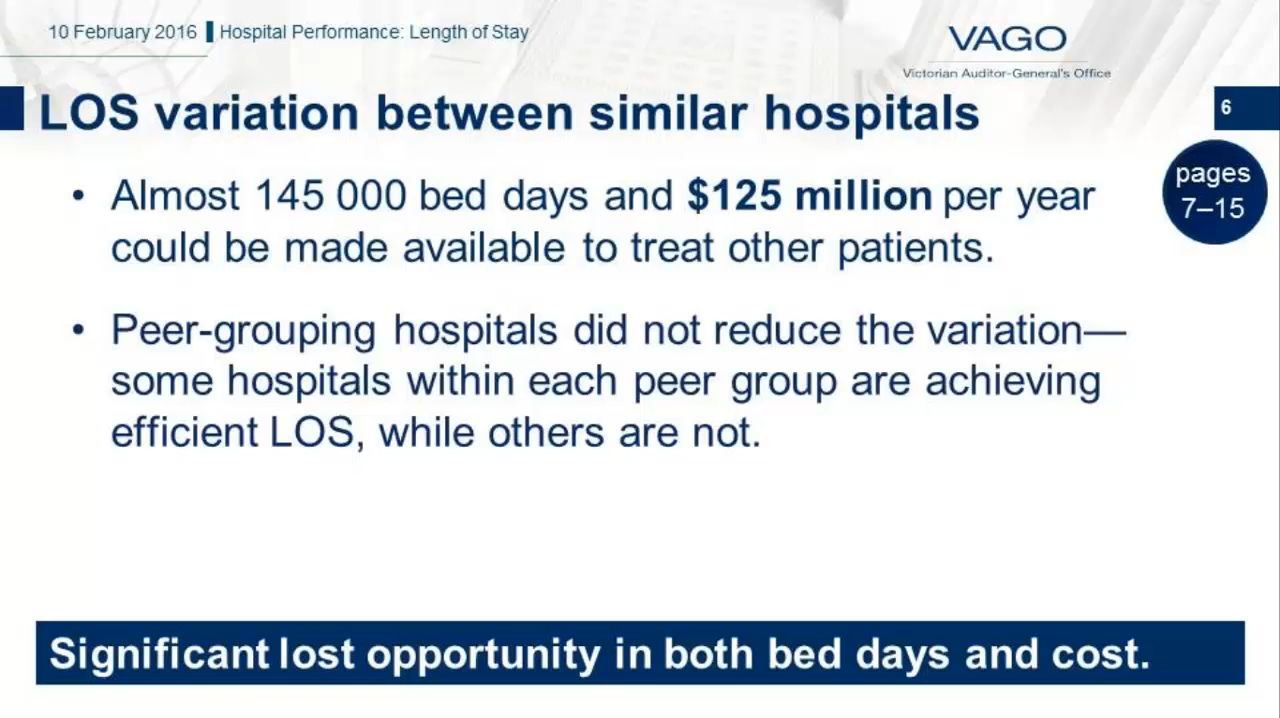 10 February 2016 | Hospital Performance: Length of Stay
VAGO
Victorian Auditor-General's Office
LOS variation between similar hospitals
6
pages
7–15
• Almost 145 000 bed days and $125 million per year
could be made available to treat other patients.
• Peer-grouping hospitals did not reduce the variation—
some hospitals within each peer group are achieving
efficient LOS, while others are not.
Significant lost opportunity in both bed days and cost.